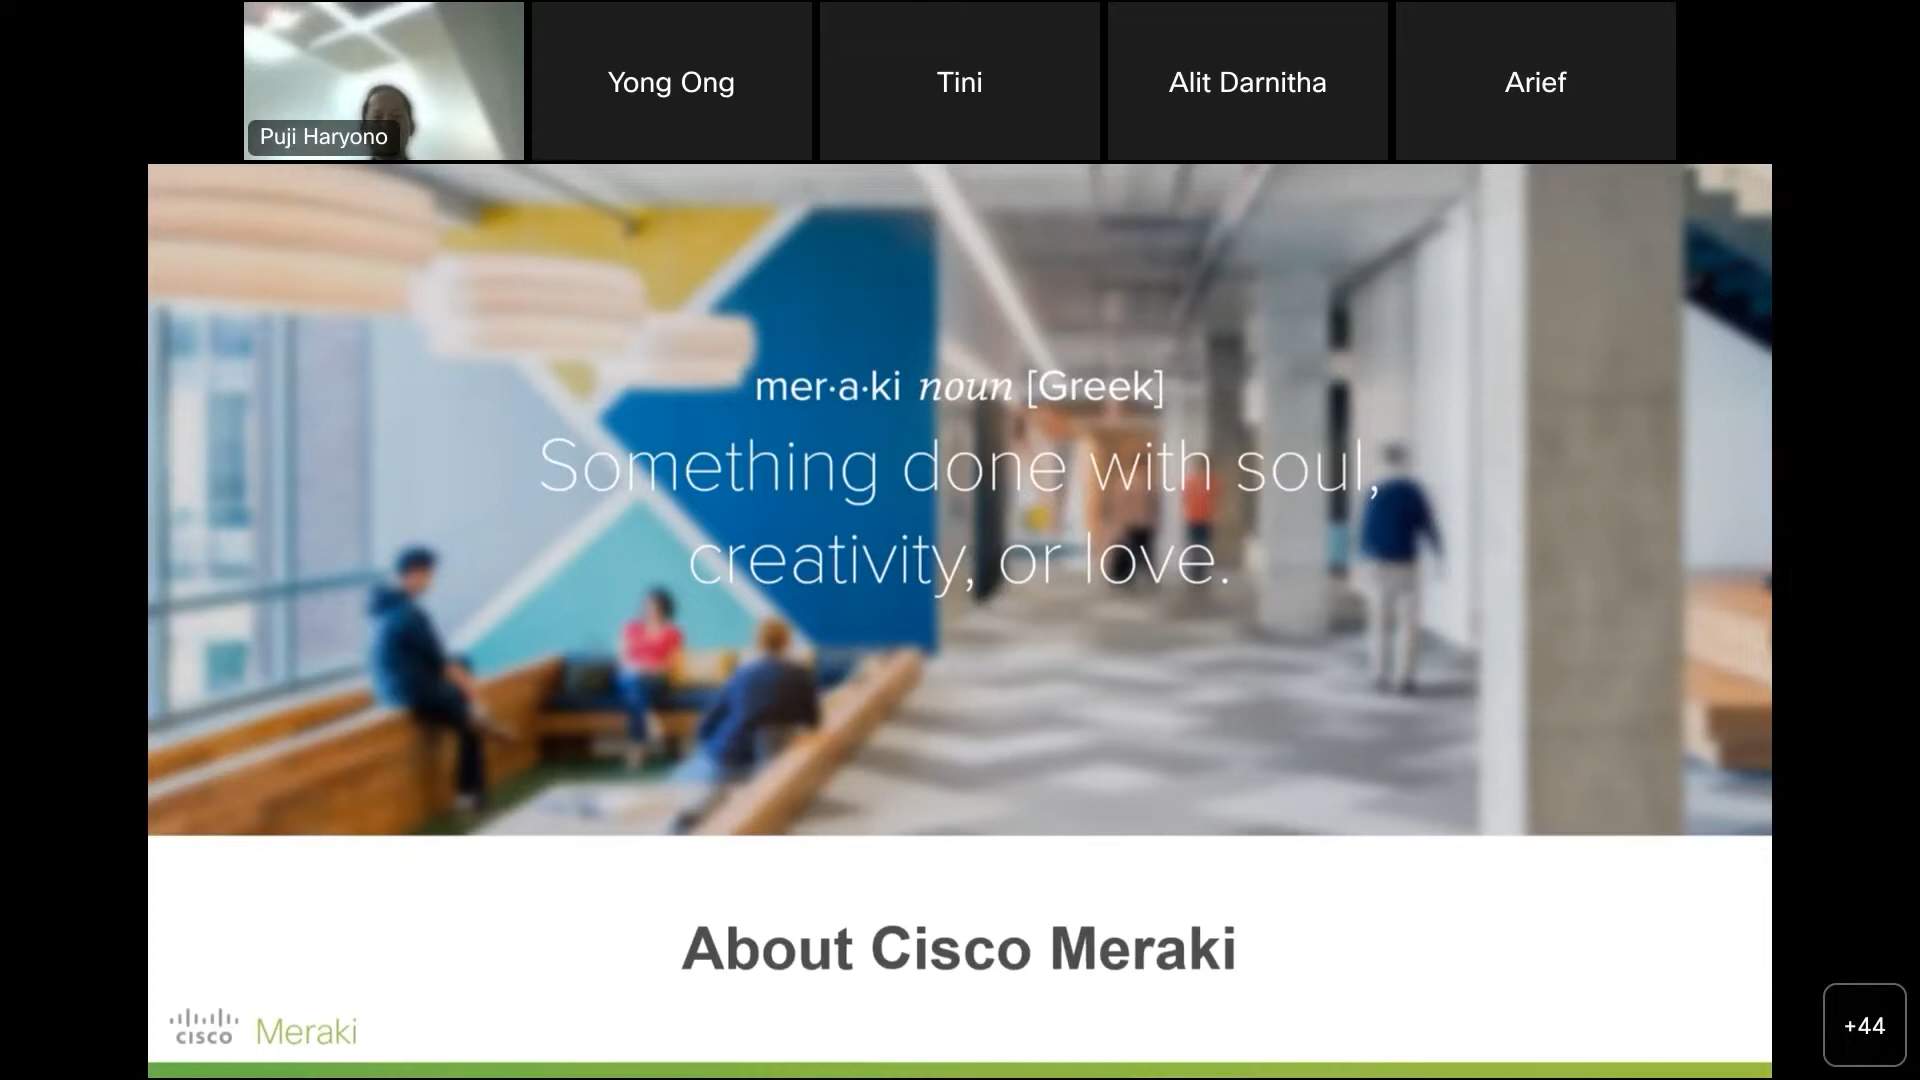 Puji Haryono
Yong Ong
Tini
Alit Darnitha
Arief
mer·a·ki noun [Greek]
Something done with soul,
creativity, or love.
About Cisco Meraki
cisco Meraki
+44